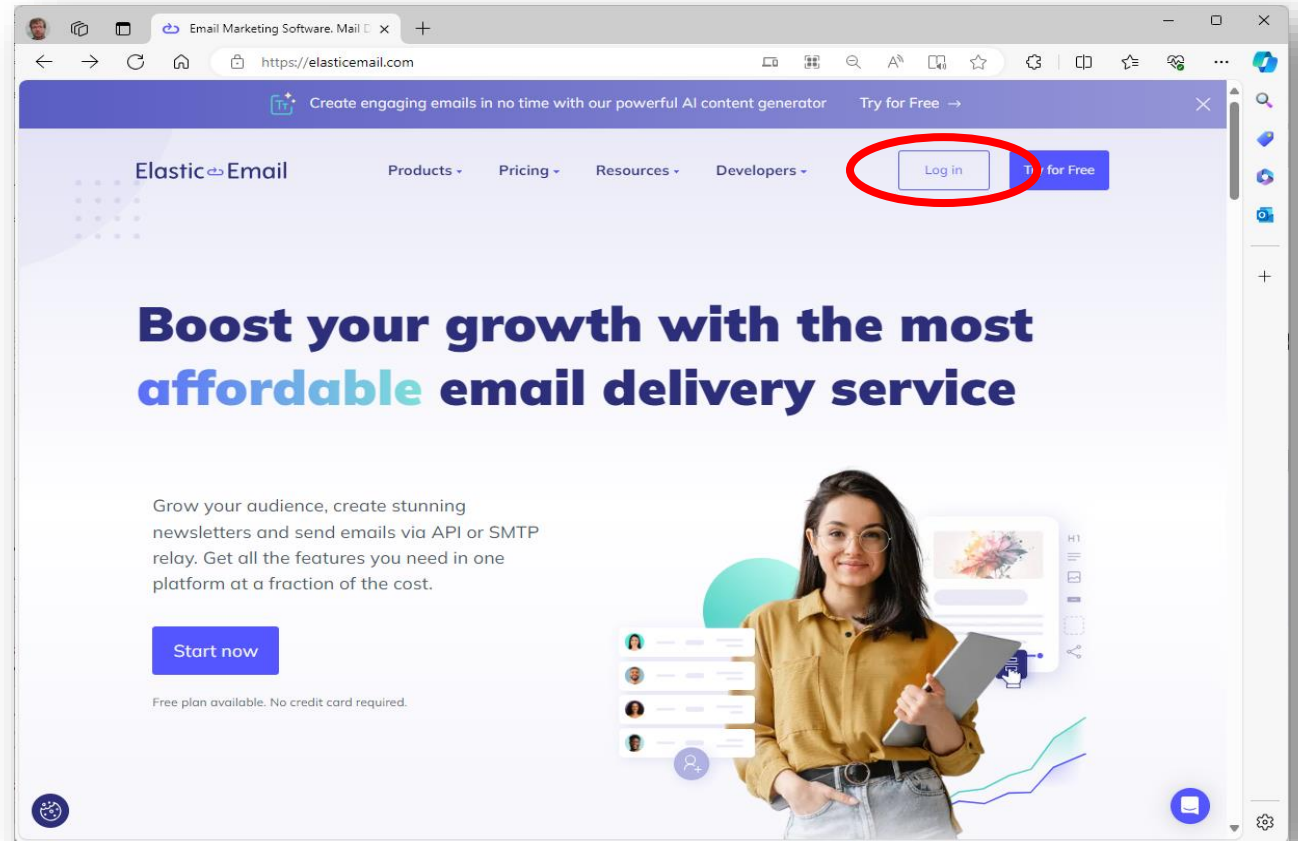 Email Marketing Software. Mail D
https://elasticemail.com
Create engaging emails in no time with our powerful AI content generator Try for Free →
Elastic Email Products Pricing Resources Developers Log in Try for Free
Boost your growth with the most
affordable email delivery service
Grow your audience, create stunning
newsletters and send emails via API or SMTP
relay. Get all the features you need in one
platform at a fraction of the cost.
H1
Start now
Free plan available. No credit card required.